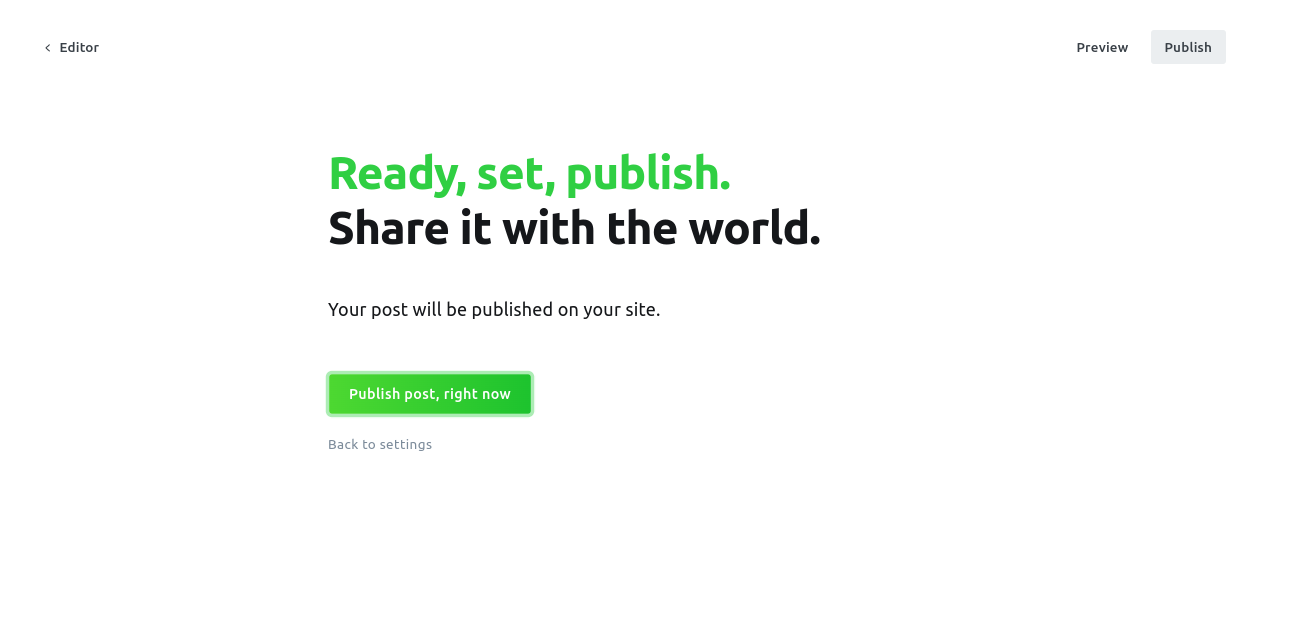 Editor
Preview
Publish
Ready, set, publish.
Share it with the world.
Your post will be published on your site.
Publish post, right now
Back to settings